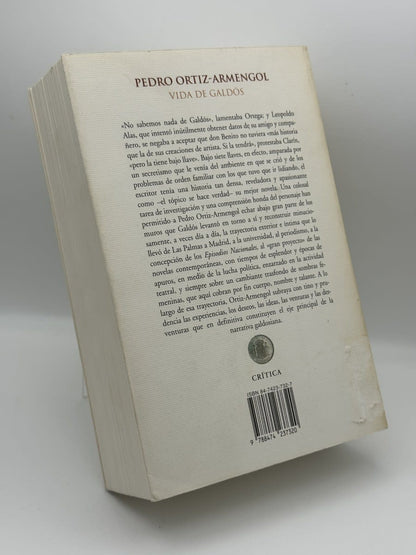 PEDRO ORTIZ-ARMENGOL
VIDA DE GALDÓS
«No sabemos nada de Galdós», lamentaba Ortega; y Leopoldo
Alas, que intentó inútilmente obtener datos de su amigo y compa-
ñero, se negaba a aceptar que don Benito no tuviera «más historia
que la de sus creaciones de artista. Si la tendrá», protestaba Clarín,
«pero la tiene bajo llave». Bajo siete llaves, en efecto, amparada por
un secretismo que le venía del ambiente en que se crió y de los
problemas de orden familiar con los que tuvo que ir lidiando, el
escritor tenía una historia tan densa, reveladora y apasionante
como –el tópico se hace verdad– su mejor novela. Una colosal
tarea de investigación y una comprensión honda del personaje han
permitido a Pedro Ortiz-Armengol echar abajo gran parte de los
muros que Galdós levantó en torno a sí y reconstruir minucio-
samente, a veces día a día, la trayectoria exterior e íntima que lo
llevó de Las Palmas a Madrid, a la universidad, al periodismo, a la
concepción de los Episodios Nacionales, al «gran proyecto» de las
novelas contemporáneas, con tiempos de esplendor y épocas de
apuros, en medio de la lucha política, enzarzado en la actividad
teatral, y siempre sobre un cambiante trasfondo de sombras fe-
meninas, que aquí cobran por fin cuerpo, nombre y talante. A lo
largo de esa trayectoria, Ortiz-Armengol subraya con tino y pru-
dencia las experiencias, los deseos, las ideas, las venturas y las des-
venturas que en definitiva constituyen el eje principal de la
narrativa galdosiana.
CRÍTICA
ISBN 84-7423-732-7
9 788474 237320